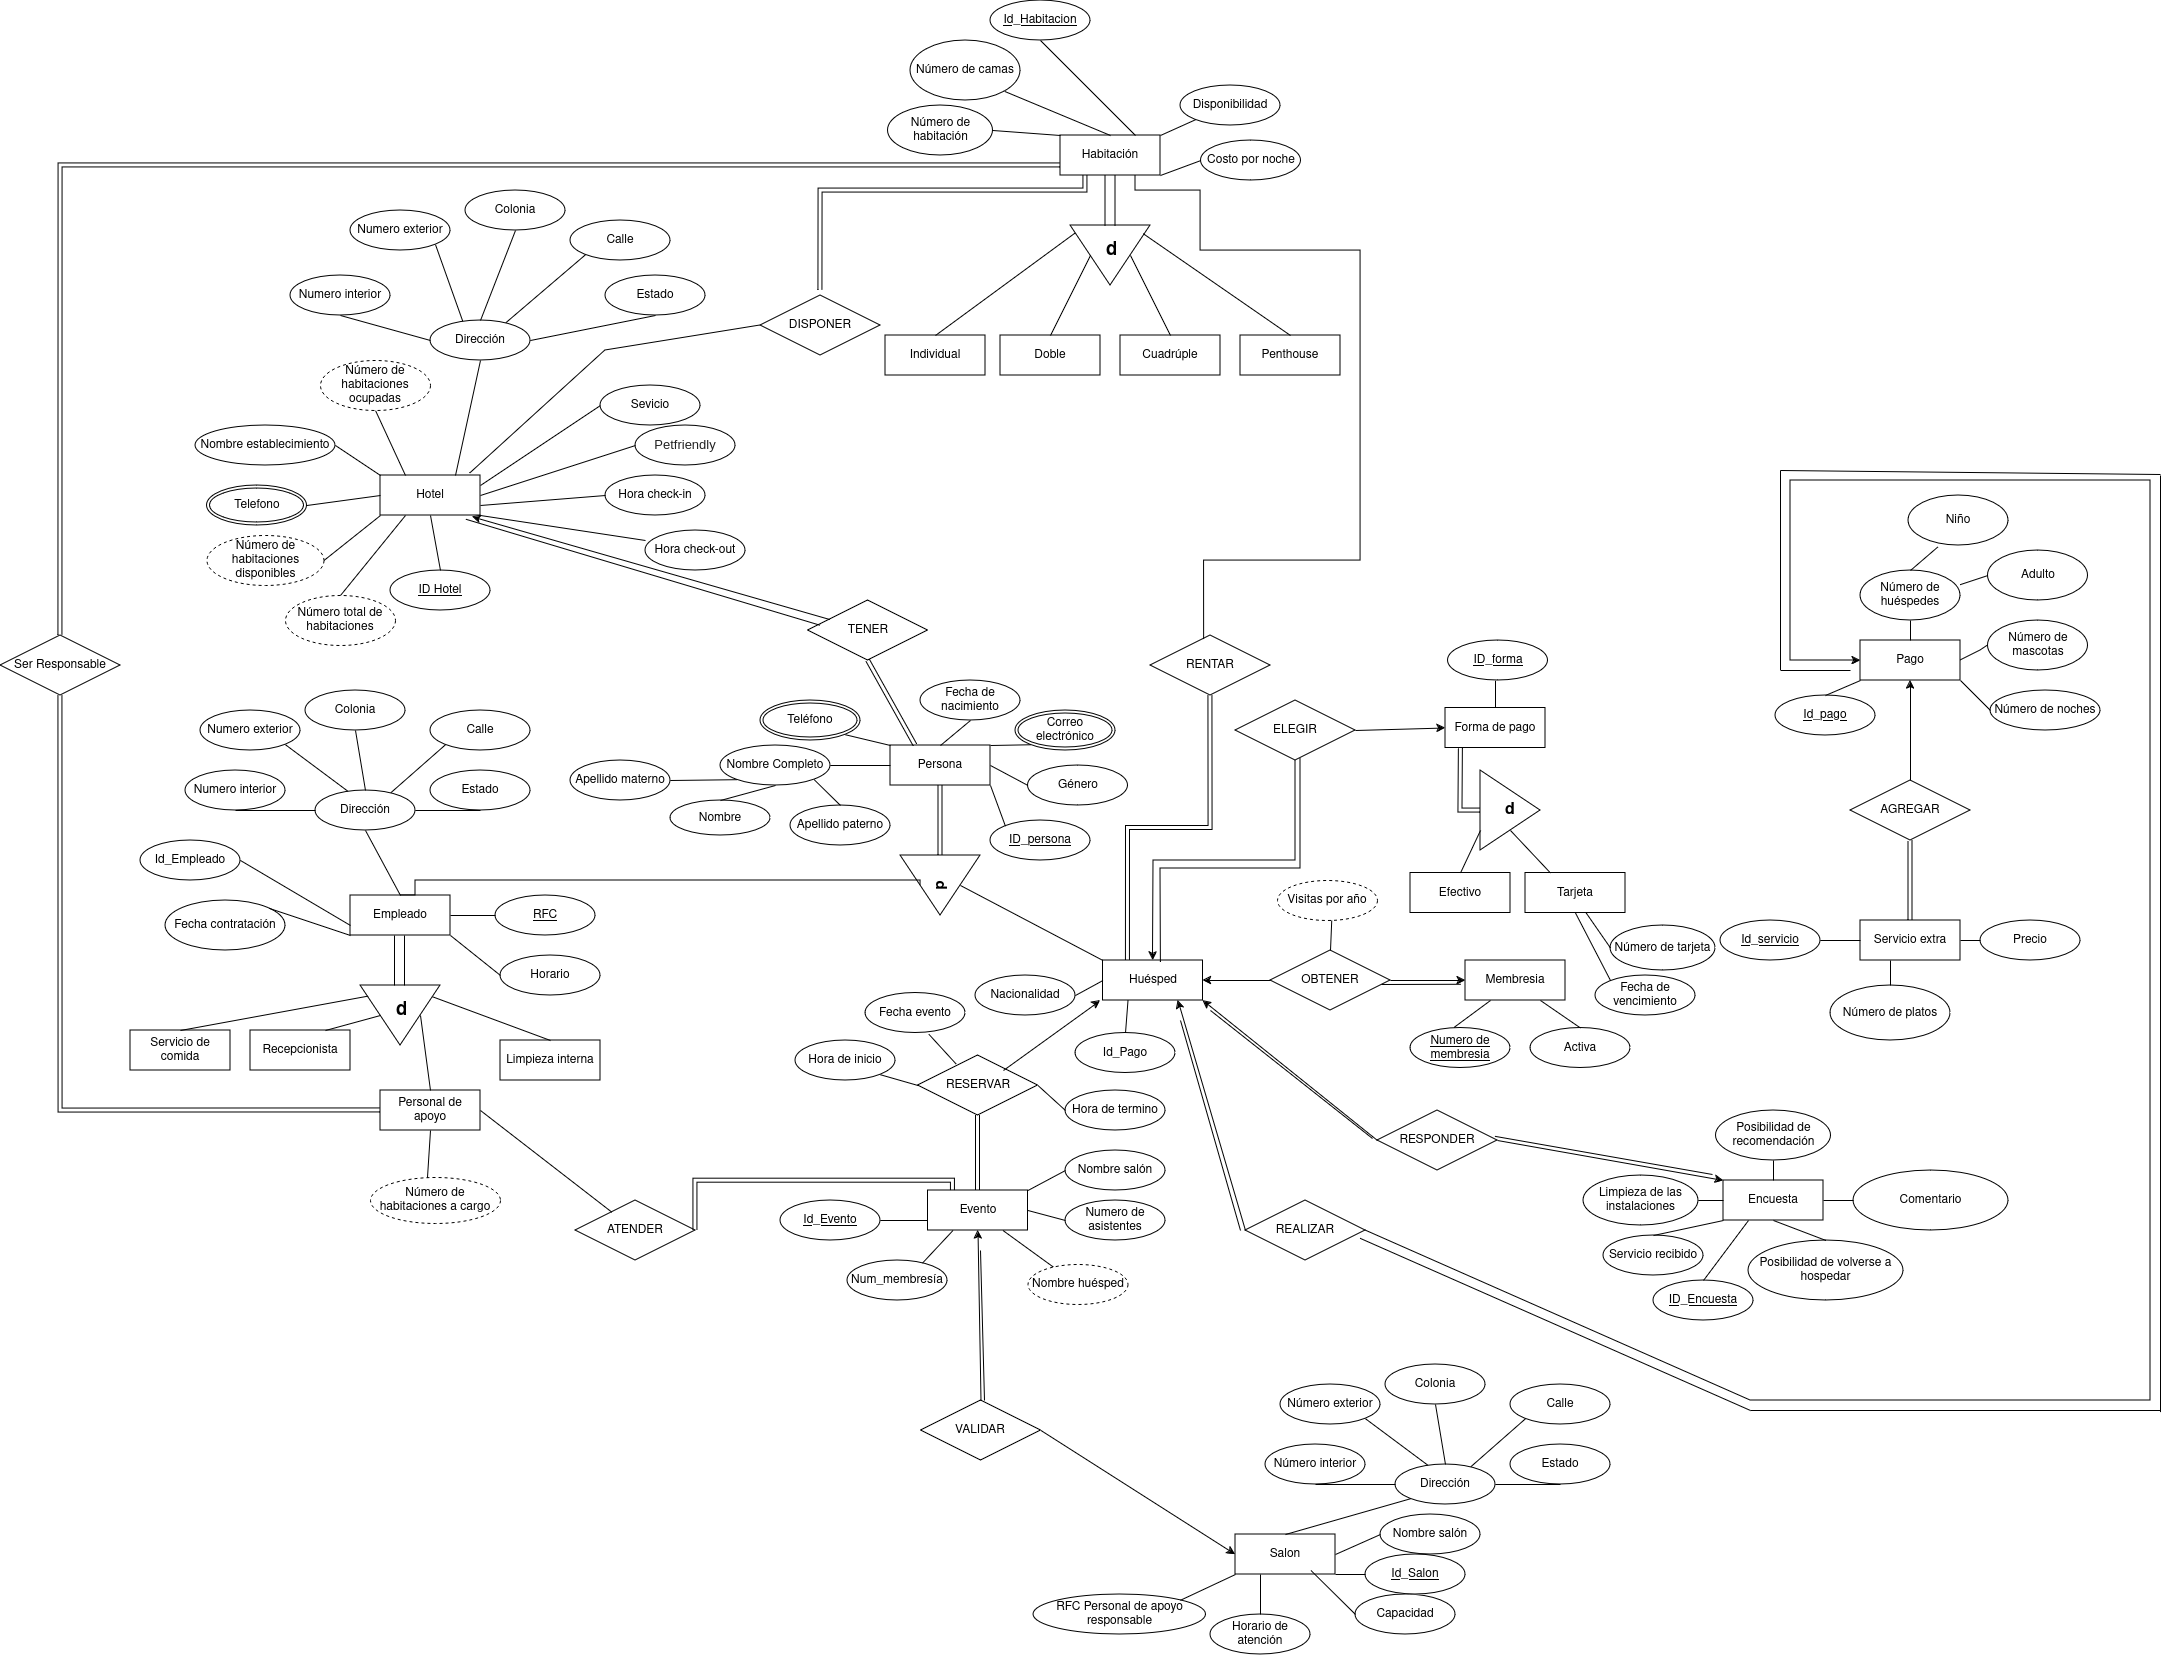 Id_Habitacion
Número de camas
Disponibilidad
Número de
habitación
Habitación
Costo por noche
Colonia
Numero exterior
Calle
d
Numero interior
Estado
DISPONER
Dirección
Individual
Doble
Cuadrúple
Penthouse
Número de
habitaciones
ocupadas
Sevicio
Nombre establecimiento
Petfriendly
Hotel
Hora check-in
Telefono
Hora check-out
Número de
habitaciones
disponibles
ID Hotel
Número total de
habitaciones
TENER
Niño
Número de
huéspedes
Adulto
Número de
mascotas
Pago
Id_pago
Número de noches
Ser Responsable
RENTAR
ID_forma
Forma de pago
ELEGIR
Colonia
Numero exterior
Calle
Numero interior
Estado
Dirección
Fecha de
nacimiento
Teléfono
Correo
electrónico
Nombre Completo
Persona
Apellido materno
Género
Nombre
Apellido paterno
ID_persona
d
AGREGAR
Id_Empleado
Fecha contratación
Empleado
RFC
Horario
d
Efectivo
Tarjeta
Visitas por año
Número de tarjeta
Fecha de
vencimiento
Id_servicio
Servicio extra
Precio
Número de platos
Huésped
OBTENER
Membresia
Nacionalidad
Id_Pago
Numero de
membresia
Activa
d
Servicio de
comida
Recepcionista
Limpieza interna
Personal de
apoyo
Número de
habitaciones a cargo
Fecha evento
Hora de inicio
RESERVAR
Hora de termino
RESPONDER
Posibilidad de
recomendación
Limpieza de las
instalaciones
Encuesta
Comentario
Servicio recibido
Posibilidad de volverse a
hospedar
ID_Encuesta
Nombre salón
Id_Evento
Evento
Numero de
asistentes
ATENDER
REALIZAR
Num_membresía
Nombre huésped
VALIDAR
Colonia
Número exterior
Calle
Número interior
Estado
Dirección
Nombre salón
Salon
Id_Salon
RFC Personal de apoyo
responsable
Capacidad
Horario de
atención